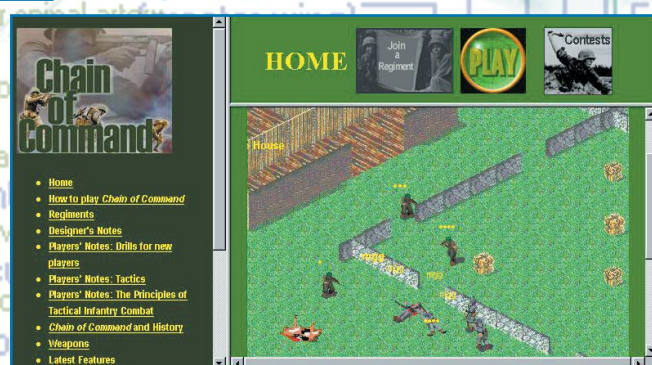 HOME
Join
a
Regiment
PLAY
Contests
Chain
of
Command
Home
How to play Chain of Command
Regiments
Designer's Notes
Players' Notes: Drills for new
players
Players' Notes: Tactics
Players' Notes: The Principles of
Tactical Infantry Combat
Chain of Command and History
Weapons
Latest Features
House